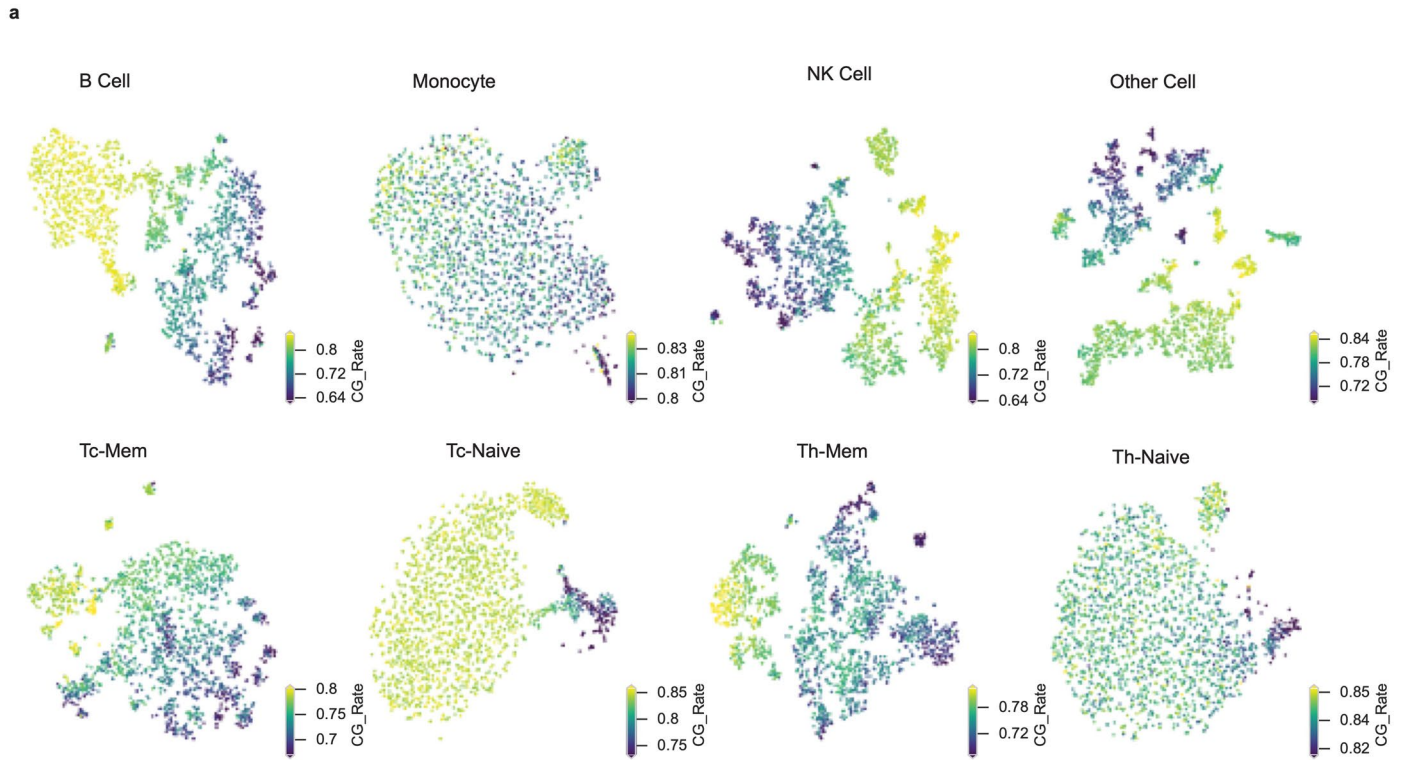 a
B Cell
Monocyte
NK Cell
Other Cell
0.8
0.72
0.64
CG_Rate
0.83
0.81
0.8
CG_Rate
0.8
0.72
0.64
CG_Rate
0.84
0.78
0.72
CG_Rate
Tc-Mem
Tc-Naive
Th-Mem
Th-Naive
0.8
0.75
0.7
CG_Rate
0.85
0.8
0.75
CG_Rate
0.78
0.72
CG_Rate
0.85
0.84
0.82
CG_Rate